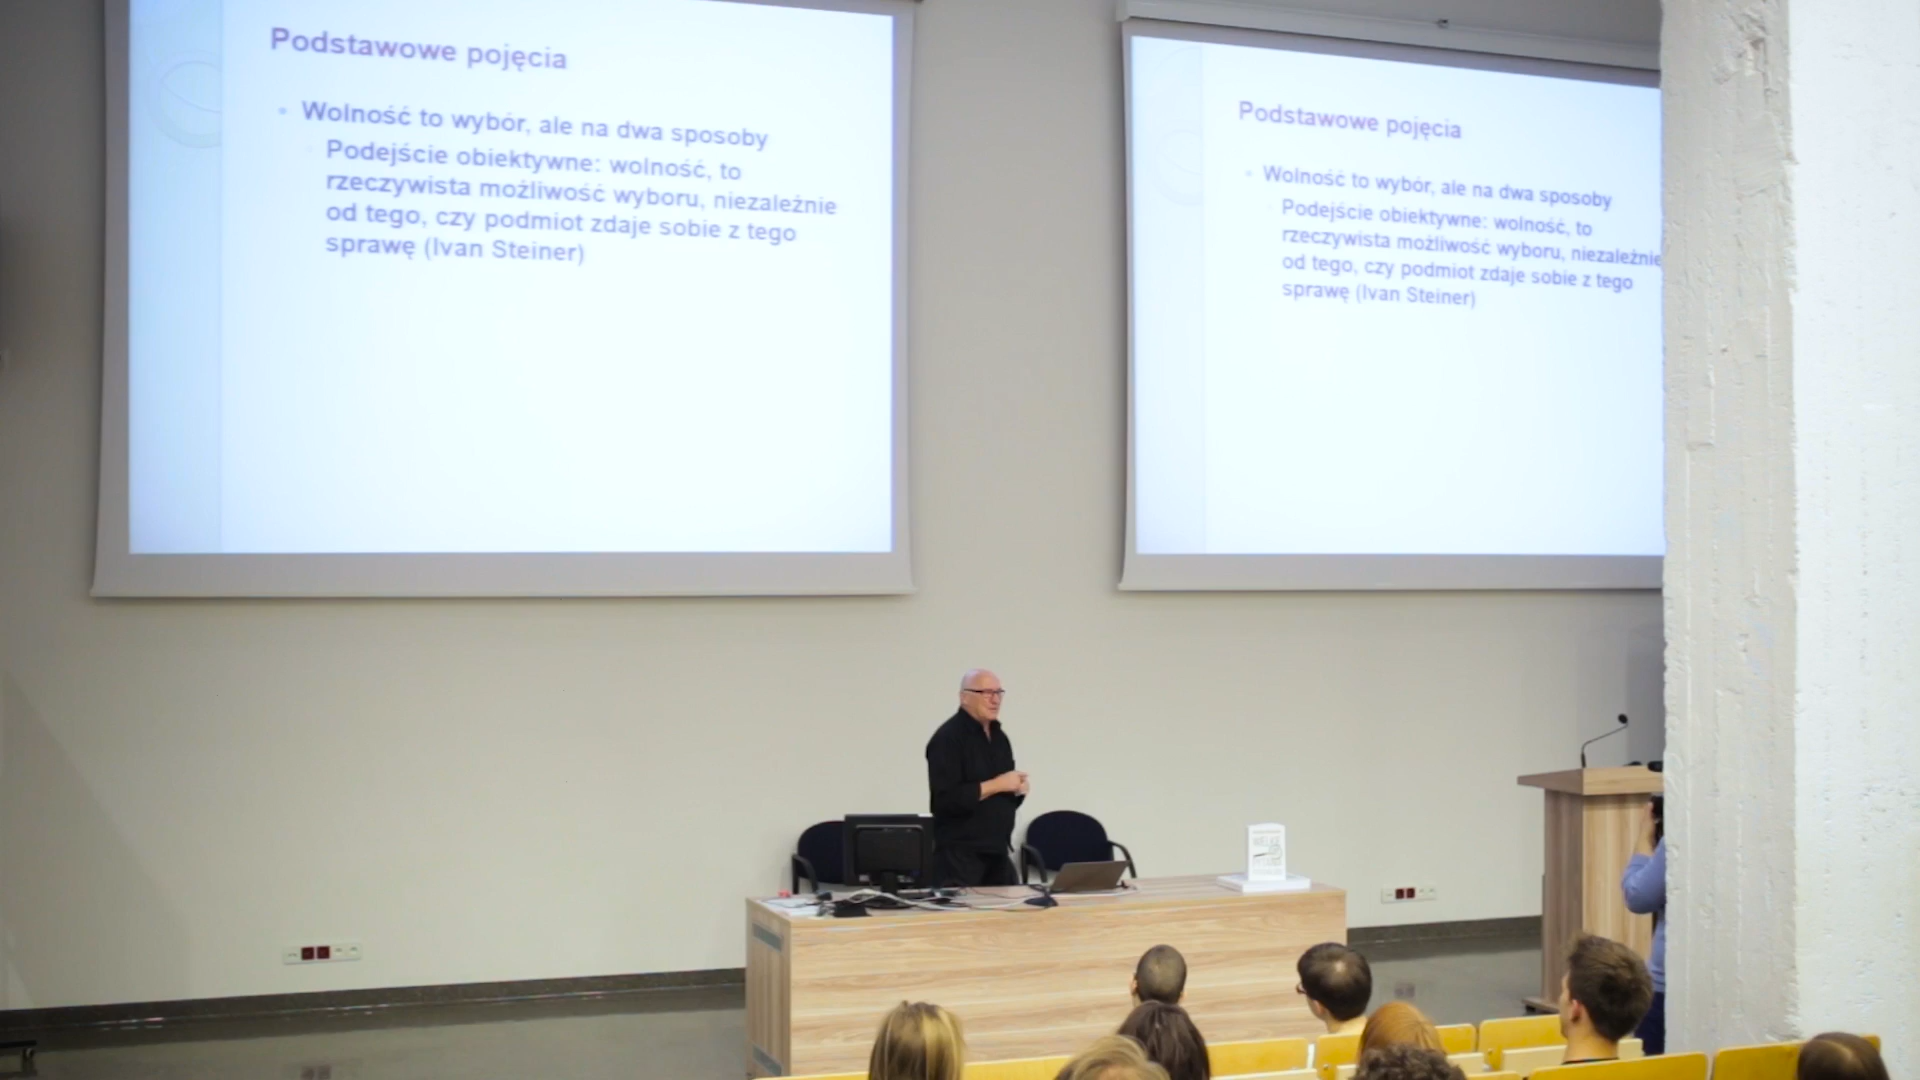 Podstawowe pojęcia
Wolność to wybór, ale na dwa sposoby
Podejście obiektywne: wolność, to
rzeczywista możliwość wyboru, niezależnie
od tego, czy podmiot zdaje sobie z tego
sprawę (Ivan Steiner)
Podstawowe pojęcia
Wolność to wybór, ale na dwa sposoby
Podejście obiektywne: wolność, to
rzeczywista możliwość wyboru, niezależnie
od tego, czy podmiot zdaje sobie z tego
sprawę (Ivan Steiner)
WIELKIE